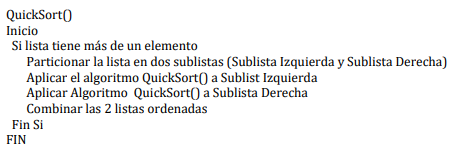 QuickSort()
Inicio
Si lista tiene más de un elemento
Particionar la lista en dos sublistas (Sublista Izquierda y Sublista Derecha)
Aplicar el algoritmo QuickSort() a Sublist Izquierda
Aplicar Algoritmo QuickSort() a Sublista Derecha
Combinar las 2 listas ordenadas
Fin Si
FIN